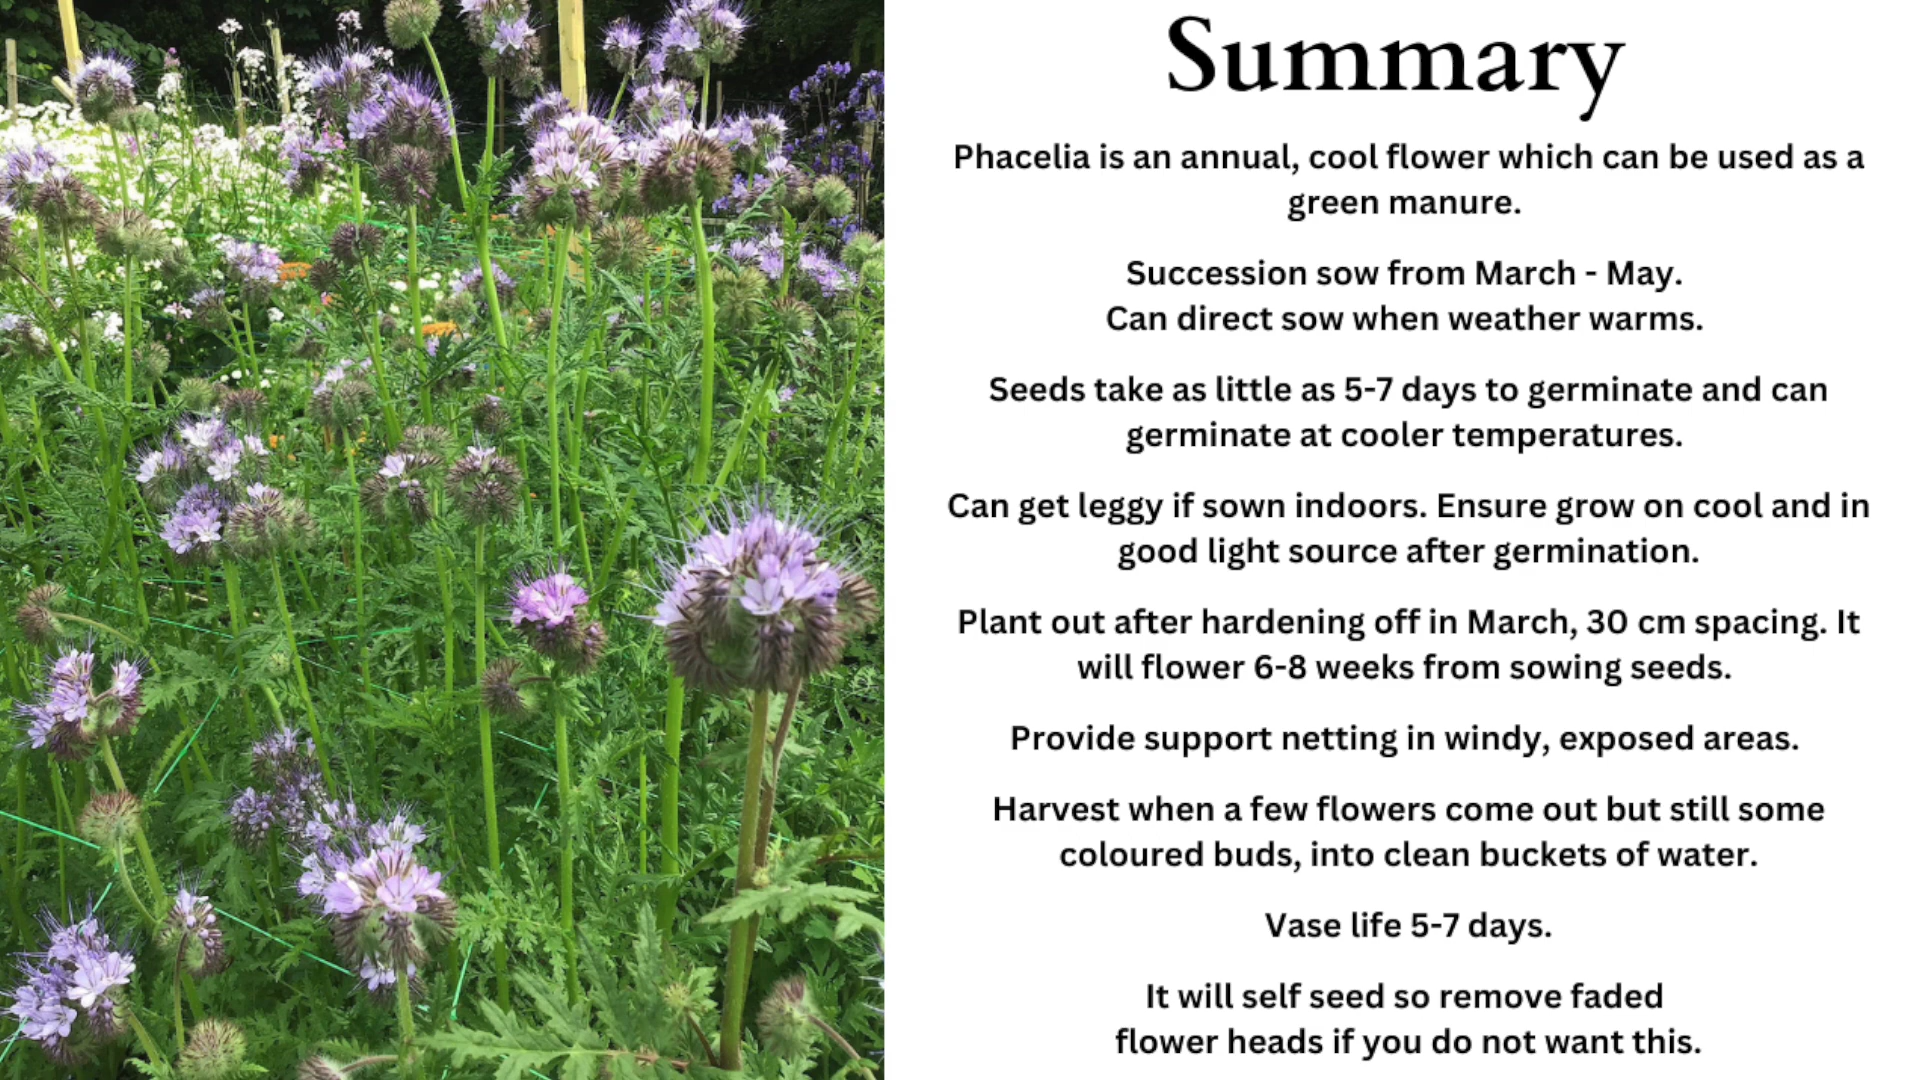 Summary
Phacelia is an annual, cool flower which can be used as a
green manure.
Succession sow from March - May.
Can direct sow when weather warms.
Seeds take as little as 5-7 days to germinate and can
germinate at cooler temperatures.
Can get leggy if sown indoors. Ensure grow on cool and in
good light source after germination.
Plant out after hardening off in March, 30 cm spacing. It
will flower 6-8 weeks from sowing seeds.
Provide support netting in windy, exposed areas.
Harvest when a few flowers come out but still some
coloured buds, into clean buckets of water.
Vase life 5-7 days.
It will self seed so remove faded
flower heads if you do not want this.